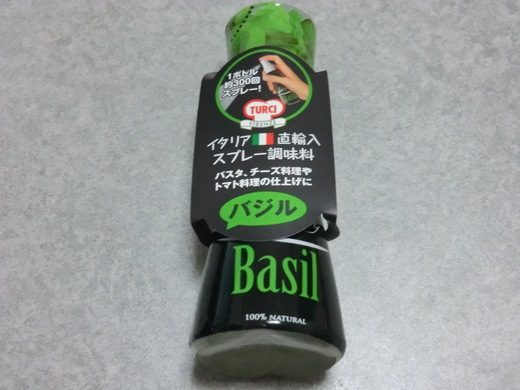 1ボトル
約300回
スプレー!
TURCI
FIRENZE
イタリア 直輸入
スプレー調味料
パスタ、チーズ料理や
トマト料理の仕上げに
バジル
Basil
100% NATURAL